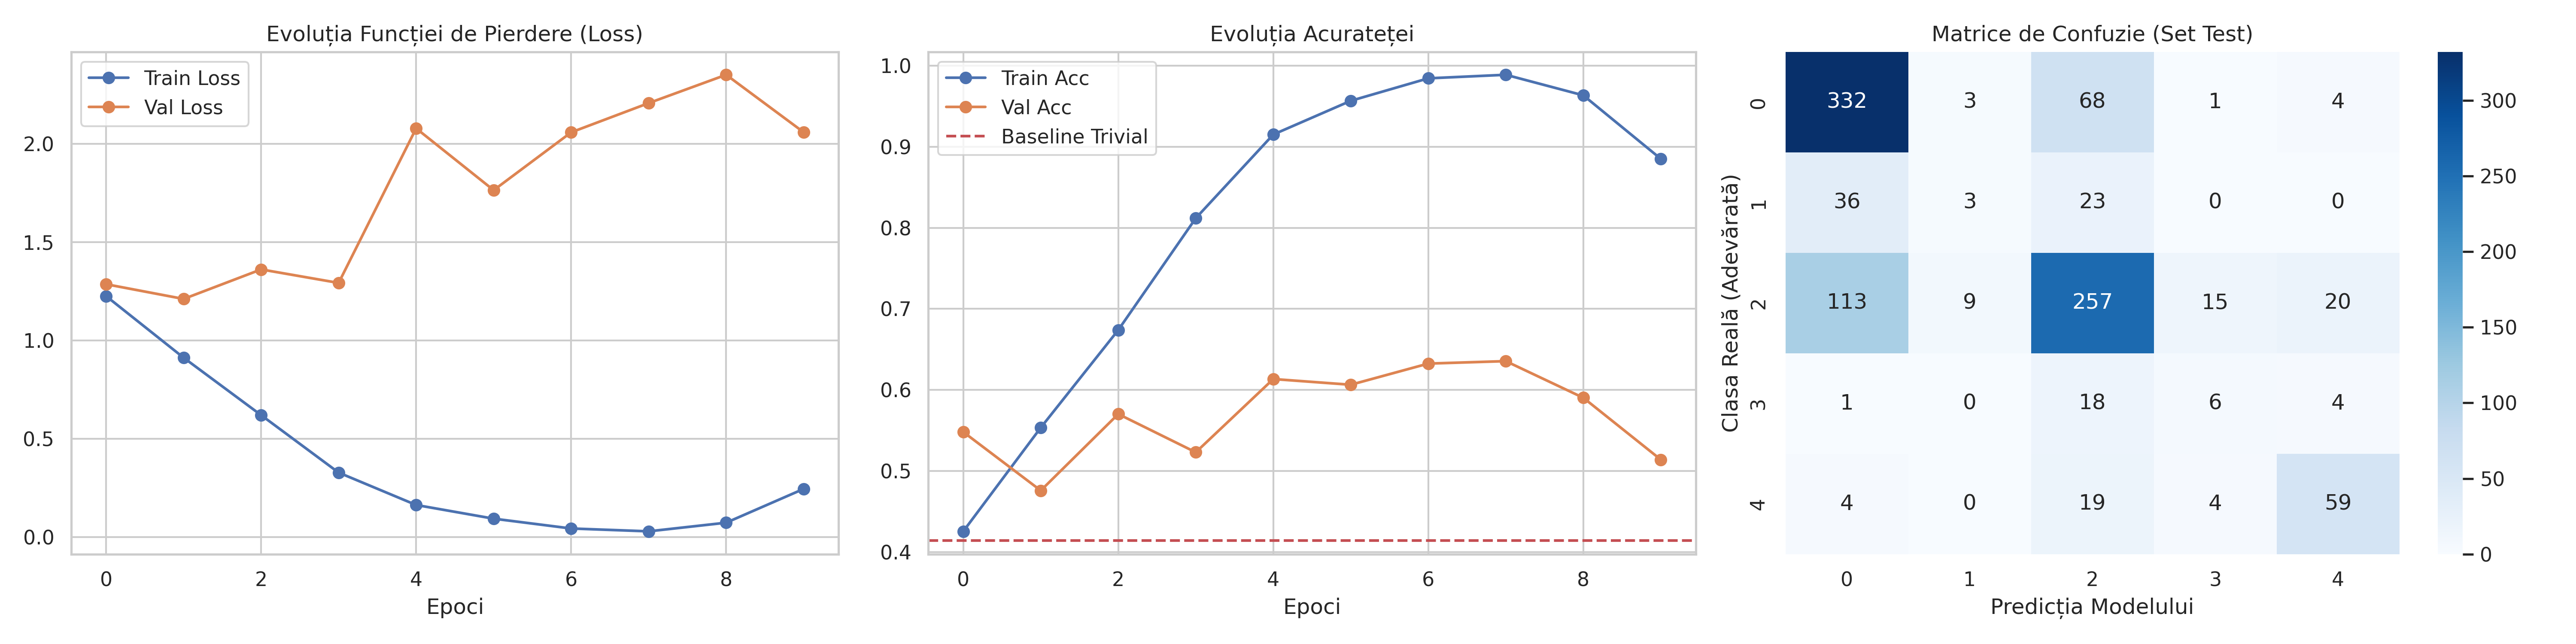 Evoluția Funcției de Pierdere (Loss)
Train Loss
Val Loss
2.0
1.5
1.0
0.5
0.0
0 2 4 6 8
Epoci
Evoluția Acurateței
Train Acc
Val Acc
Baseline Trivial
1.0
0.9
0.8
0.7
0.6
0.5
0.4
0 2 4 6 8
Epoci
Matrice de Confuzie (Set Test)
Clasa Reală (Adevărată)
0 332 3 68 1 4
1 36 3 23 0 0
2 113 9 257 15 20
3 1 0 18 6 4
4 4 0 19 4 59
0 1 2 3 4
Predicția Modelului
300
250
200
150
100
50
0